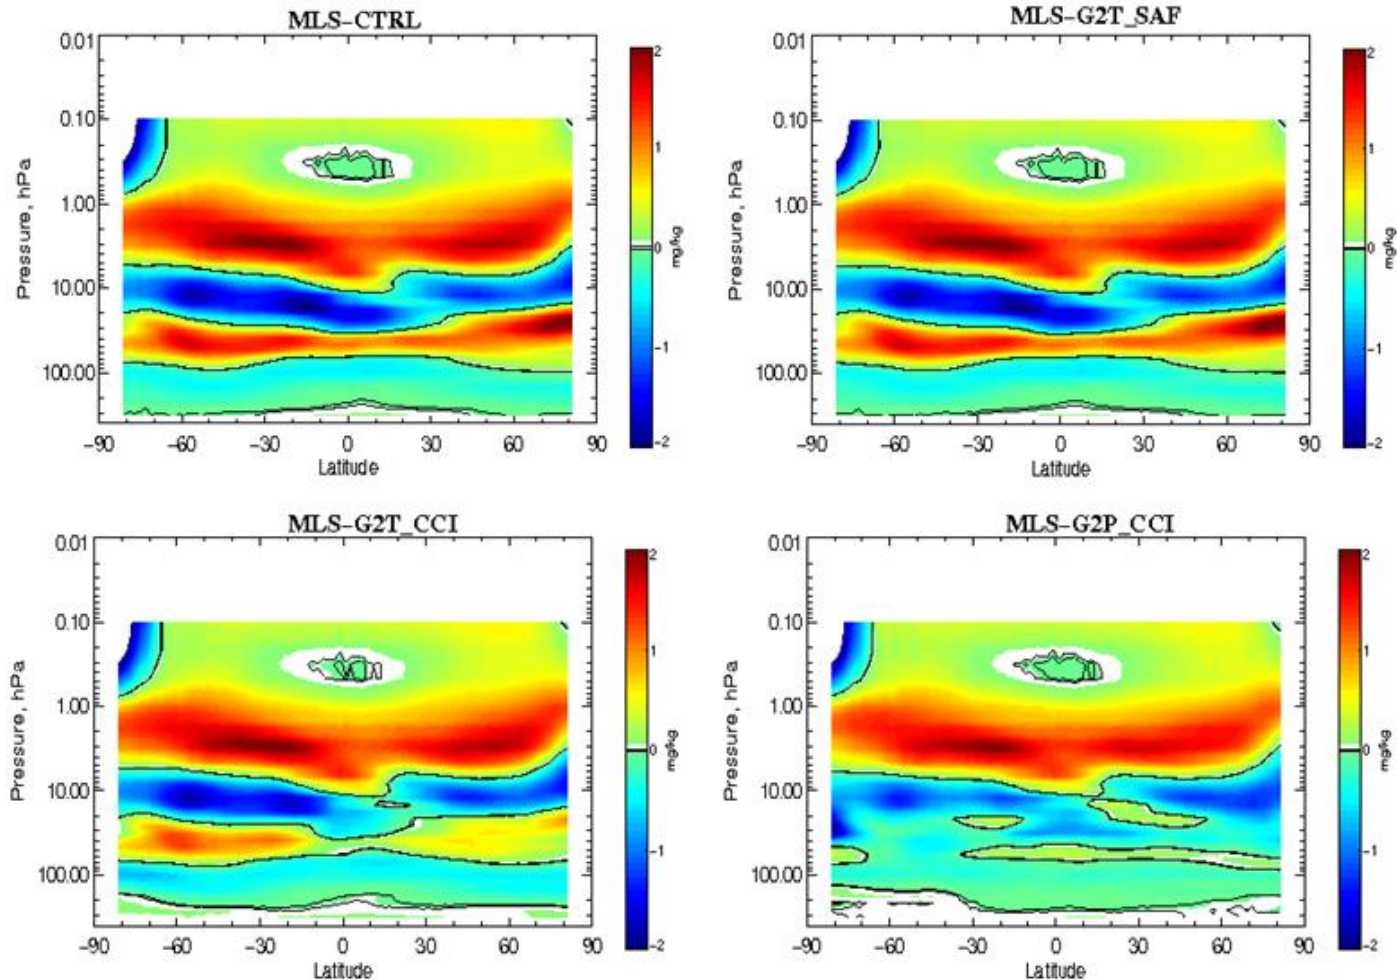 MLS-CTRL
MLS-G2T_SAF
0.01
0.10
1.00
10.00
100.00
Pressure, hPa
-90 -60 -30 0 30 60 90
Latitude
2
1
0
-1
-2
mg/kg
0.01
0.10
1.00
10.00
100.00
Pressure, hPa
-90 -60 -30 0 30 60 90
Latitude
2
1
0
-1
-2
mg/kg
MLS-G2T_CCI
MLS-G2P_CCI
0.01
0.10
1.00
10.00
100.00
Pressure, hPa
-90 -60 -30 0 30 60 90
Latitude
2
1
0
-1
-2
mg/kg
0.01
0.10
1.00
10.00
100.00
Pressure, hPa
-90 -60 -30 0 30 60 90
Latitude
2
1
0
-1
-2
mg/kg